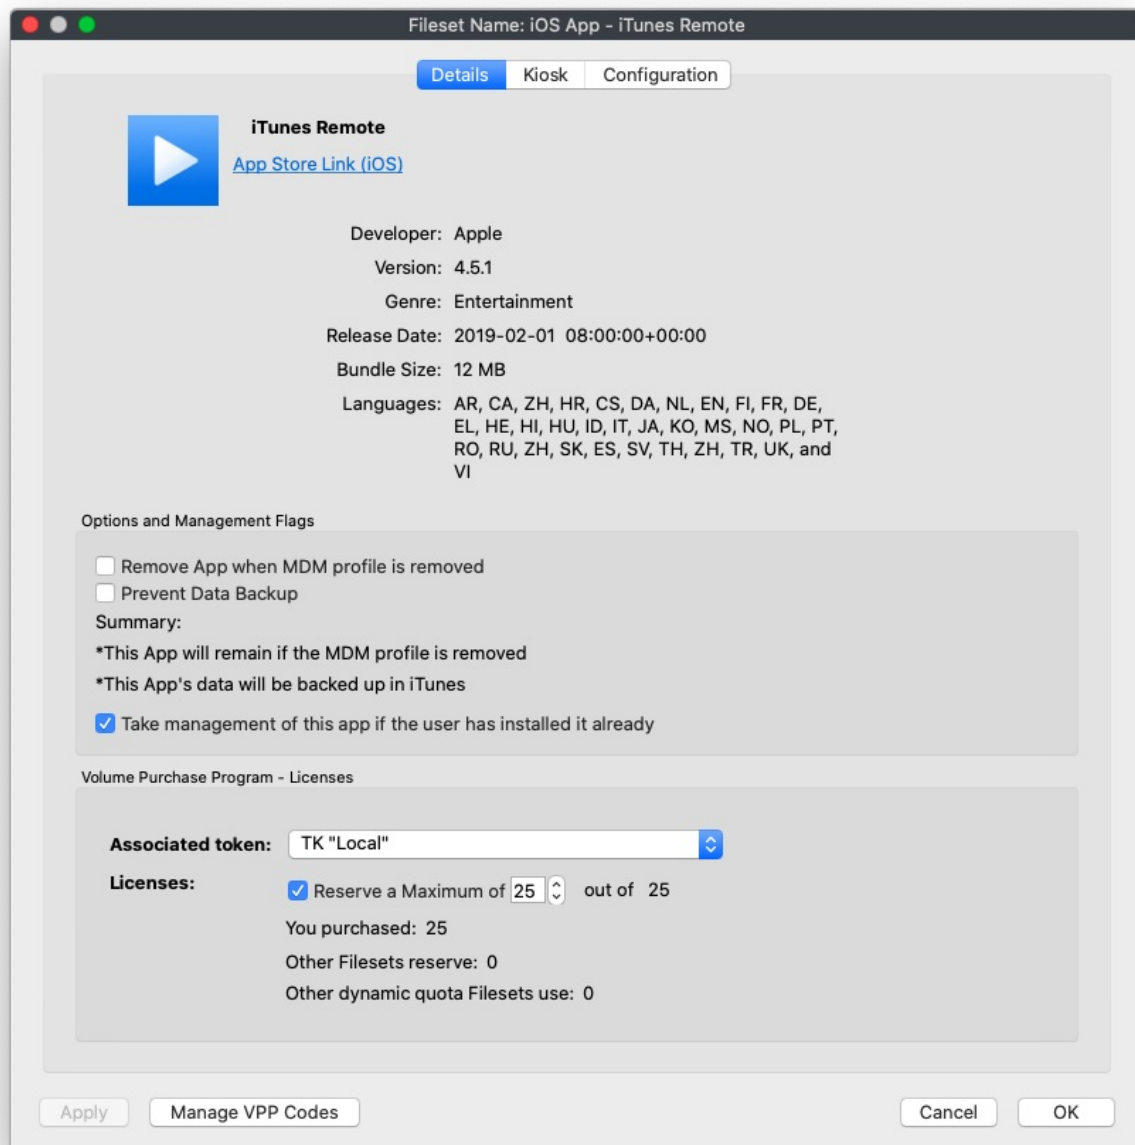 Fileset Name: iOS App - iTunes Remote
Details Kiosk Configuration
iTunes Remote
App Store Link (iOS)
Developer: Apple
Version: 4.5.1
Genre: Entertainment
Release Date: 2019-02-01 08:00:00+00:00
Bundle Size: 12 MB
Languages: AR, CA, ZH, HR, CS, DA, NL, EN, FI, FR, DE,
EL, HE, HI, HU, ID, IT, JA, KO, MS, NO, PL, PT,
RO, RU, ZH, SK, ES, SV, TH, ZH, TR, UK, and
VI
Options and Management Flags
Remove App when MDM profile is removed
Prevent Data Backup
Summary:
*This App will remain if the MDM profile is removed
*This App's data will be backed up in iTunes
Take management of this app if the user has installed it already
Volume Purchase Program - Licenses
Associated token: TK "Local"
Licenses: Reserve a Maximum of 25 out of 25
You purchased: 25
Other Filesets reserve: 0
Other dynamic quota Filesets use: 0
Apply Manage VPP Codes Cancel OK